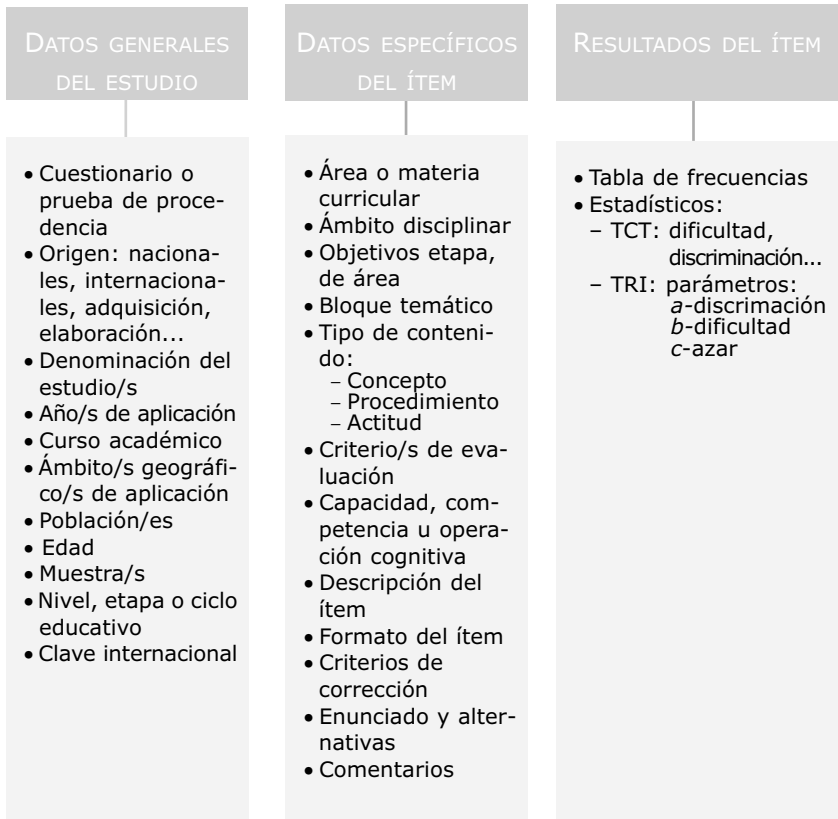 DATOS GENERALES
DEL ESTUDIO
• Cuestionario o
prueba de proce-
dencia
• Origen: naciona-
les, internaciona-
les, adquisición,
elaboración...
• Denominación del
estudio/s
• Año/s de aplicación
• Curso académico
• Ámbito/s geográfi-
co/s de aplicación
• Población/es
• Edad
• Muestra/s
• Nivel, etapa o ciclo
educativo
• Clave internacional
DATOS ESPECÍFICOS
DEL ÍTEM
• Área o materia
curricular
• Ámbito disciplinar
• Objetivos etapa,
de área
• Bloque temático
• Tipo de conteni-
do:
– Concepto
– Procedimiento
– Actitud
• Criterio/s de eva-
luación
• Capacidad, com-
petencia u opera-
ción cognitiva
• Descripción del
ítem
• Formato del ítem
• Criterios de
corrección
• Enunciado y alter-
nativas
• Comentarios
RESULTADOS DEL ÍTEM
• Tabla de frecuencias
• Estadísticos:
– TCT: dificultad,
discriminación...
– TRI: parámetros:
a-discrimación
b-dificultad
c-azar